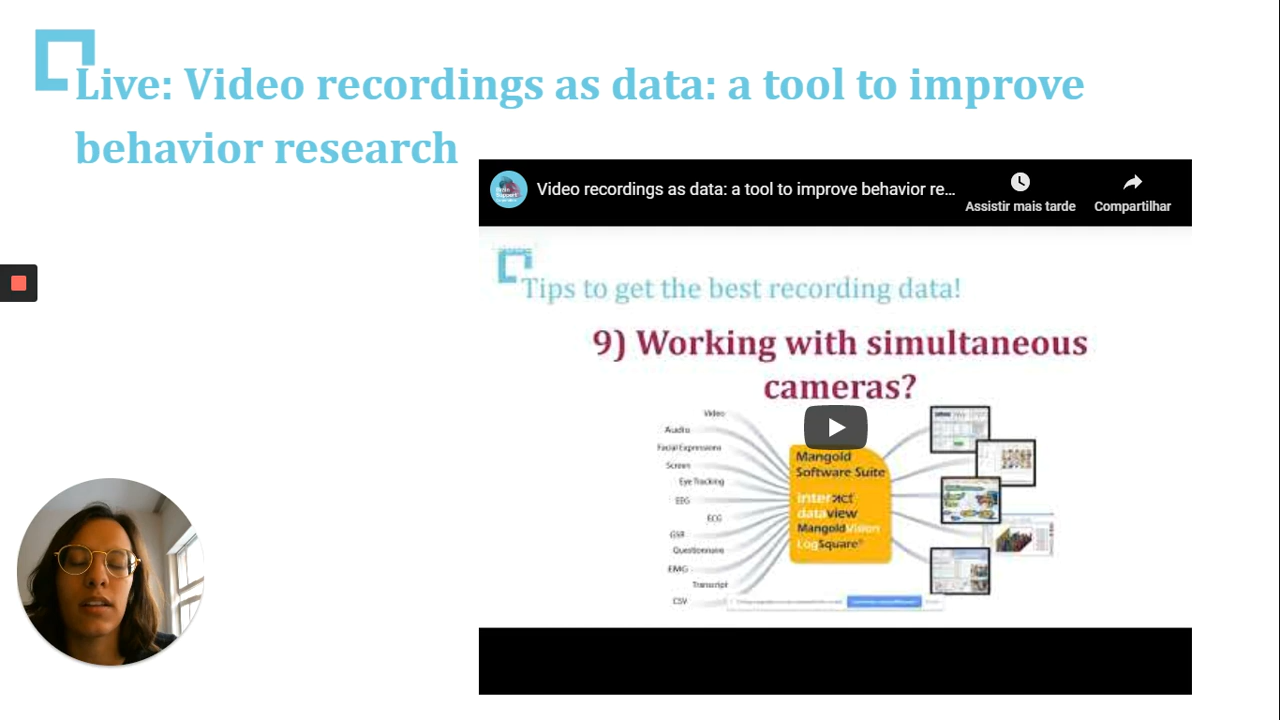 Live: Video recordings as data: a tool to improve
behavior research
Video recordings as data: a tool to improve behavior re...
Assistir mais tarde
Compartilhar
Tips to get the best recording data!
9) Working with simultaneous
cameras?
Video
Audio
Facial Expressions
Screen
Eye Tracking
EEG
ECG
GSR
Questionnaire
EMG
Transcript
CSV
Mangold
Software Suite
interact
dataview
MangoldVision
LogSquare